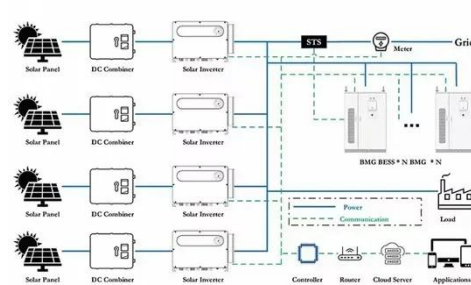 STS
Meter
Grid
Solar Panel DC Combiner Solar Inverter
Solar Panel DC Combiner Solar Inverter
BMG BESS * N BMG * N
Solar Panel DC Combiner Solar Inverter
Power
Communication
Load
Solar Panel DC Combiner Solar Inverter
Controller Router Cloud Server Applications